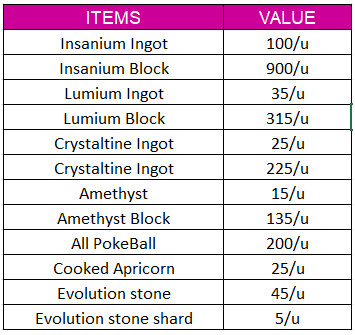 ITEMS VALUE
Insanium Ingot 100/u
Insanium Block 900/u
Lumium Ingot 35/u
Lumium Block 315/u
Crystaltine Ingot 25/u
Crystaltine Ingot 225/u
Amethyst 15/u
Amethyst Block 135/u
All PokeBall 200/u
Cooked Apricorn 25/u
Evolution stone 45/u
Evolution stone shard 5/u